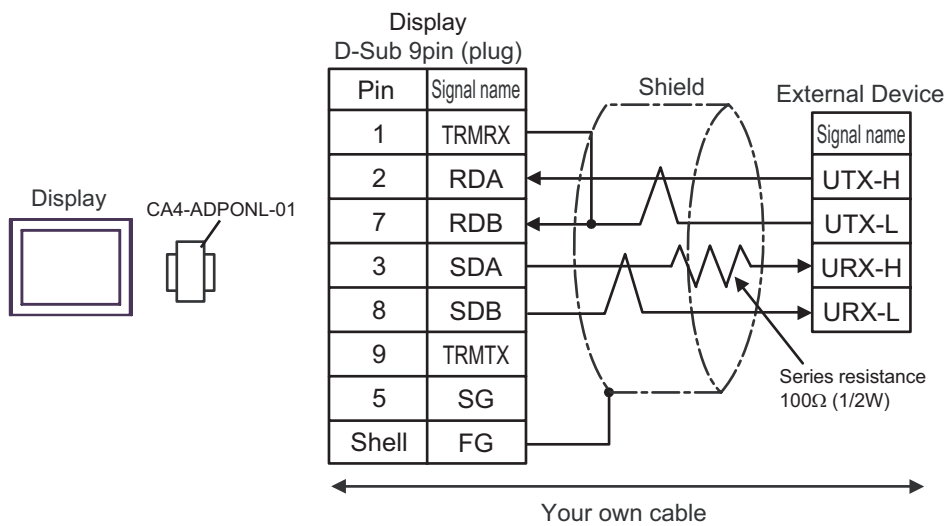 Display
D-Sub 9pin (plug)
Pin Signal name
1 TRMRX
2 RDA
7 RDB
3 SDA
8 SDB
9 TRMTX
5 SG
Shell FG
Shield
External Device
Signal name
UTX-H
UTX-L
URX-H
URX-L
Series resistance
100Ω (1/2W)
Display
CA4-ADPONL-01
Your own cable